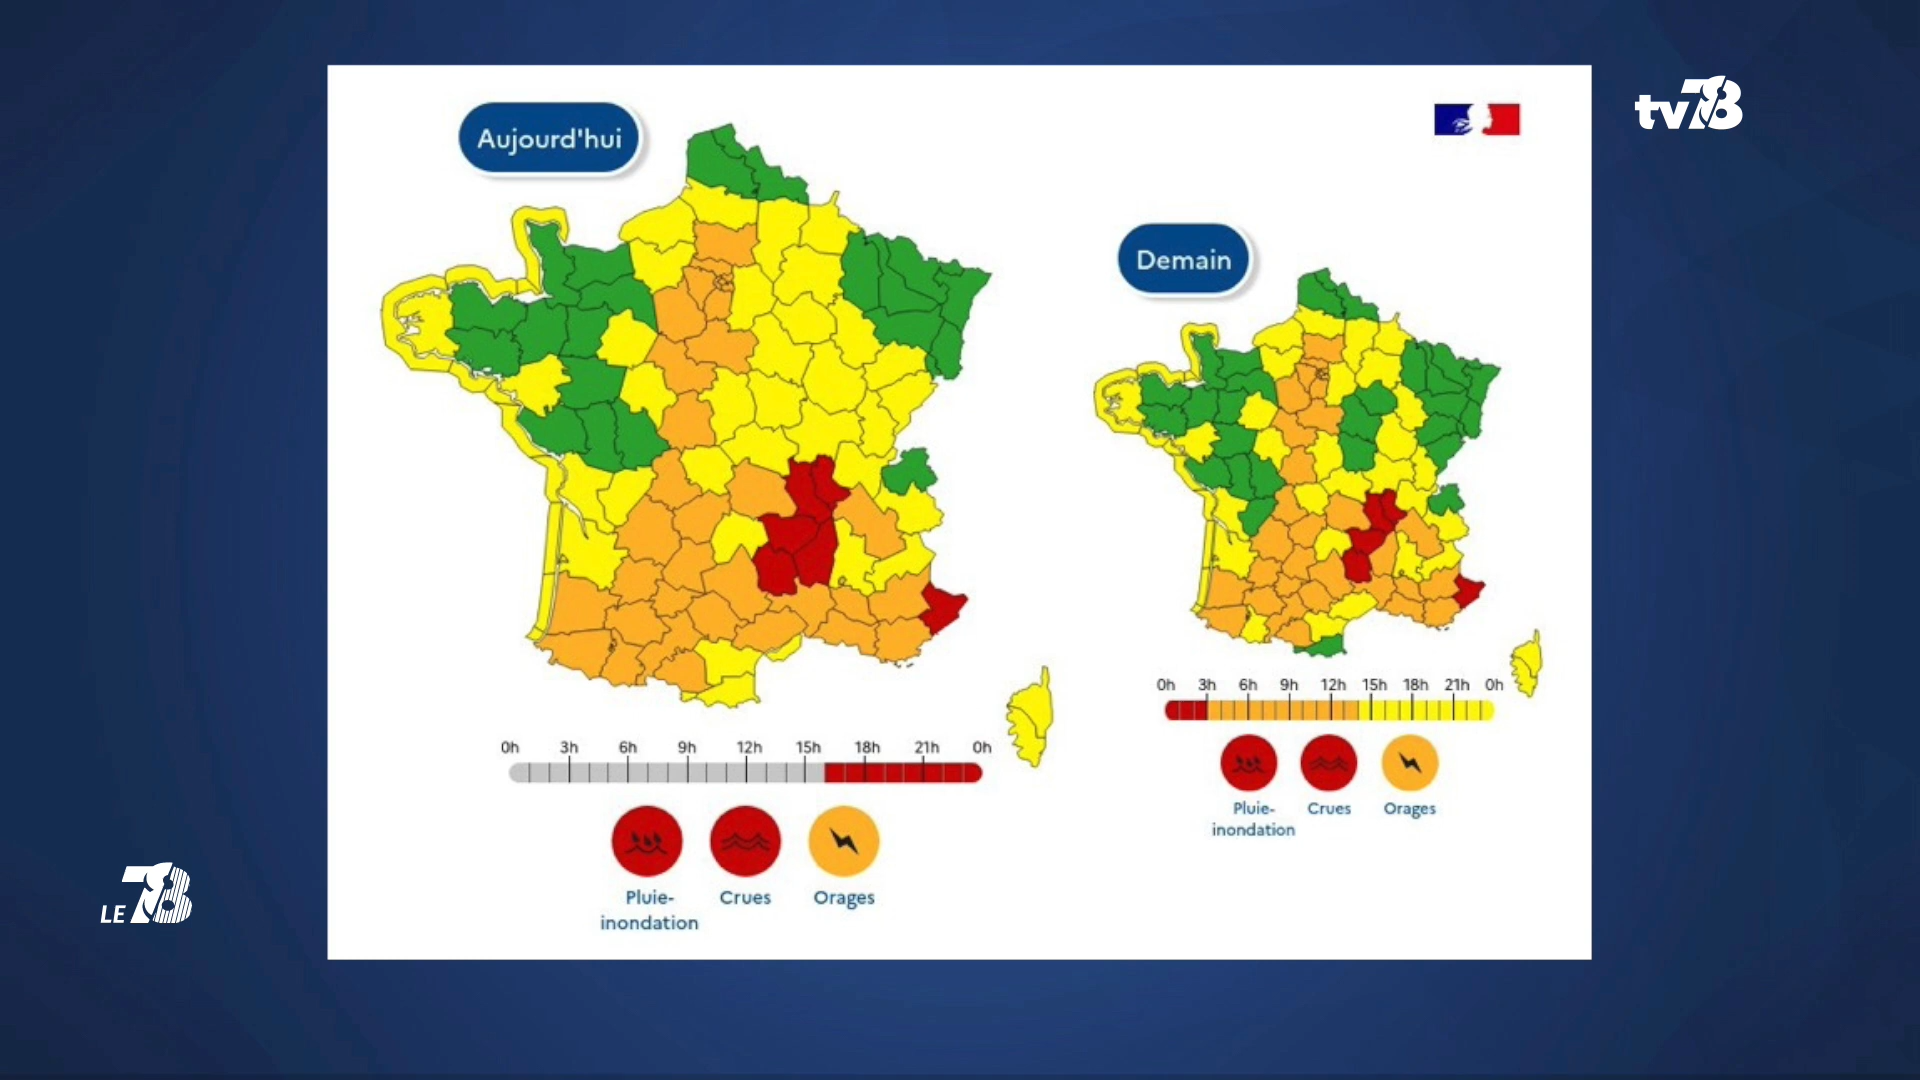 Aujourd'hui
tv78
Demain
0h 3h 6h 9h 12h 15h 18h 21h 0h
Pluie-
inondation
Crues
Orages
0h 3h 6h 9h 12h 15h 18h 21h 0h
Pluie-
inondation
Crues
Orages
LE 78